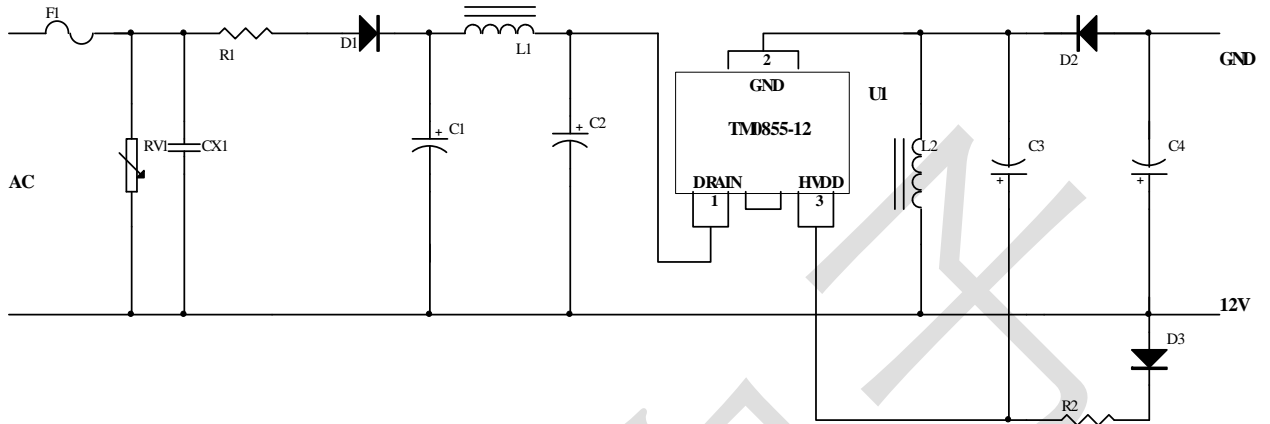 F1
R1
D1
L1
2
GND
TM0855-12
DRAIN
1
HVDD
3
U1
D2
GND
RV1
CX1
C1
C2
L2
C3
+
C4
+
+
+
AC
12V
D3
R2